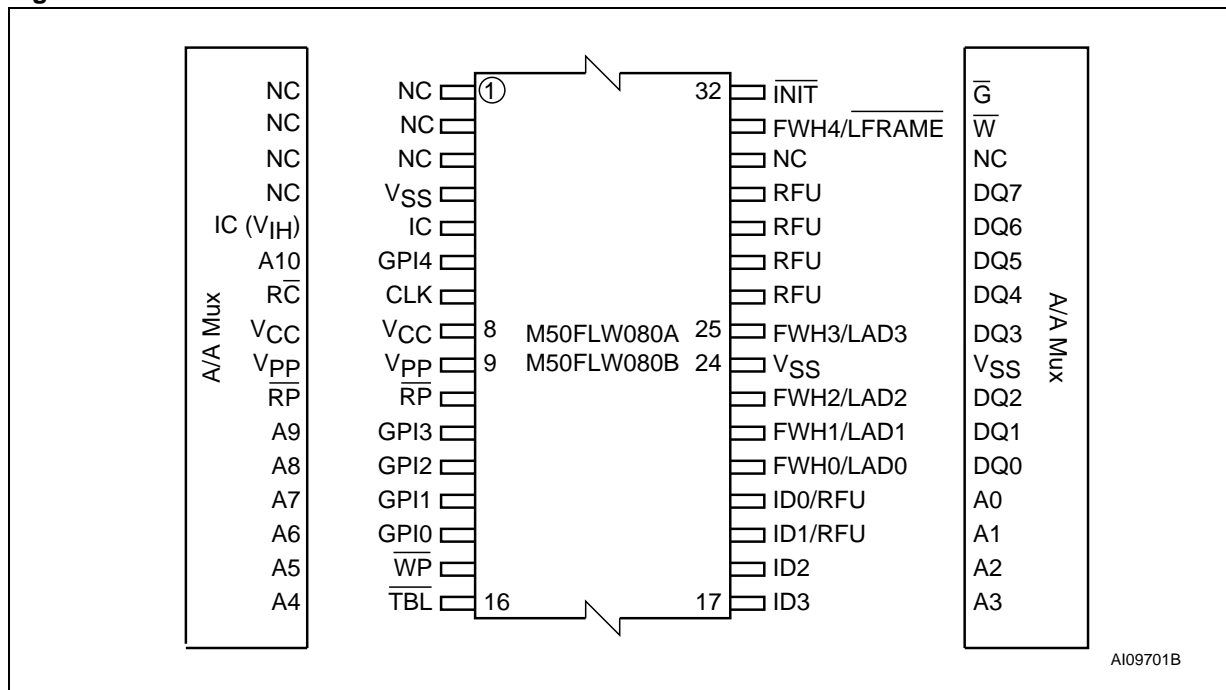 NC NC 1 32 INIT G
NC NC FWH4/LFRAME W
NC NC NC NC
NC VSS RFU DQ7
IC (VIH) IC RFU DQ6
A10 GPI4 RFU DQ5
RC CLK RFU DQ4
VCC VCC 8 M50FLW080A 25 FWH3/LAD3 DQ3
VPP VPP 9 M50FLW080B 24 VSS VSS
RP RP FWH2/LAD2 DQ2
A9 GPI3 FWH1/LAD1 DQ1
A8 GPI2 FWH0/LAD0 DQ0
A7 GPI1 ID0/RFU A0
A6 GPI0 ID1/RFU A1
A5 WP ID2 A2
A4 TBL 16 17 ID3 A3
A/A Mux
A/A Mux
AI09701B